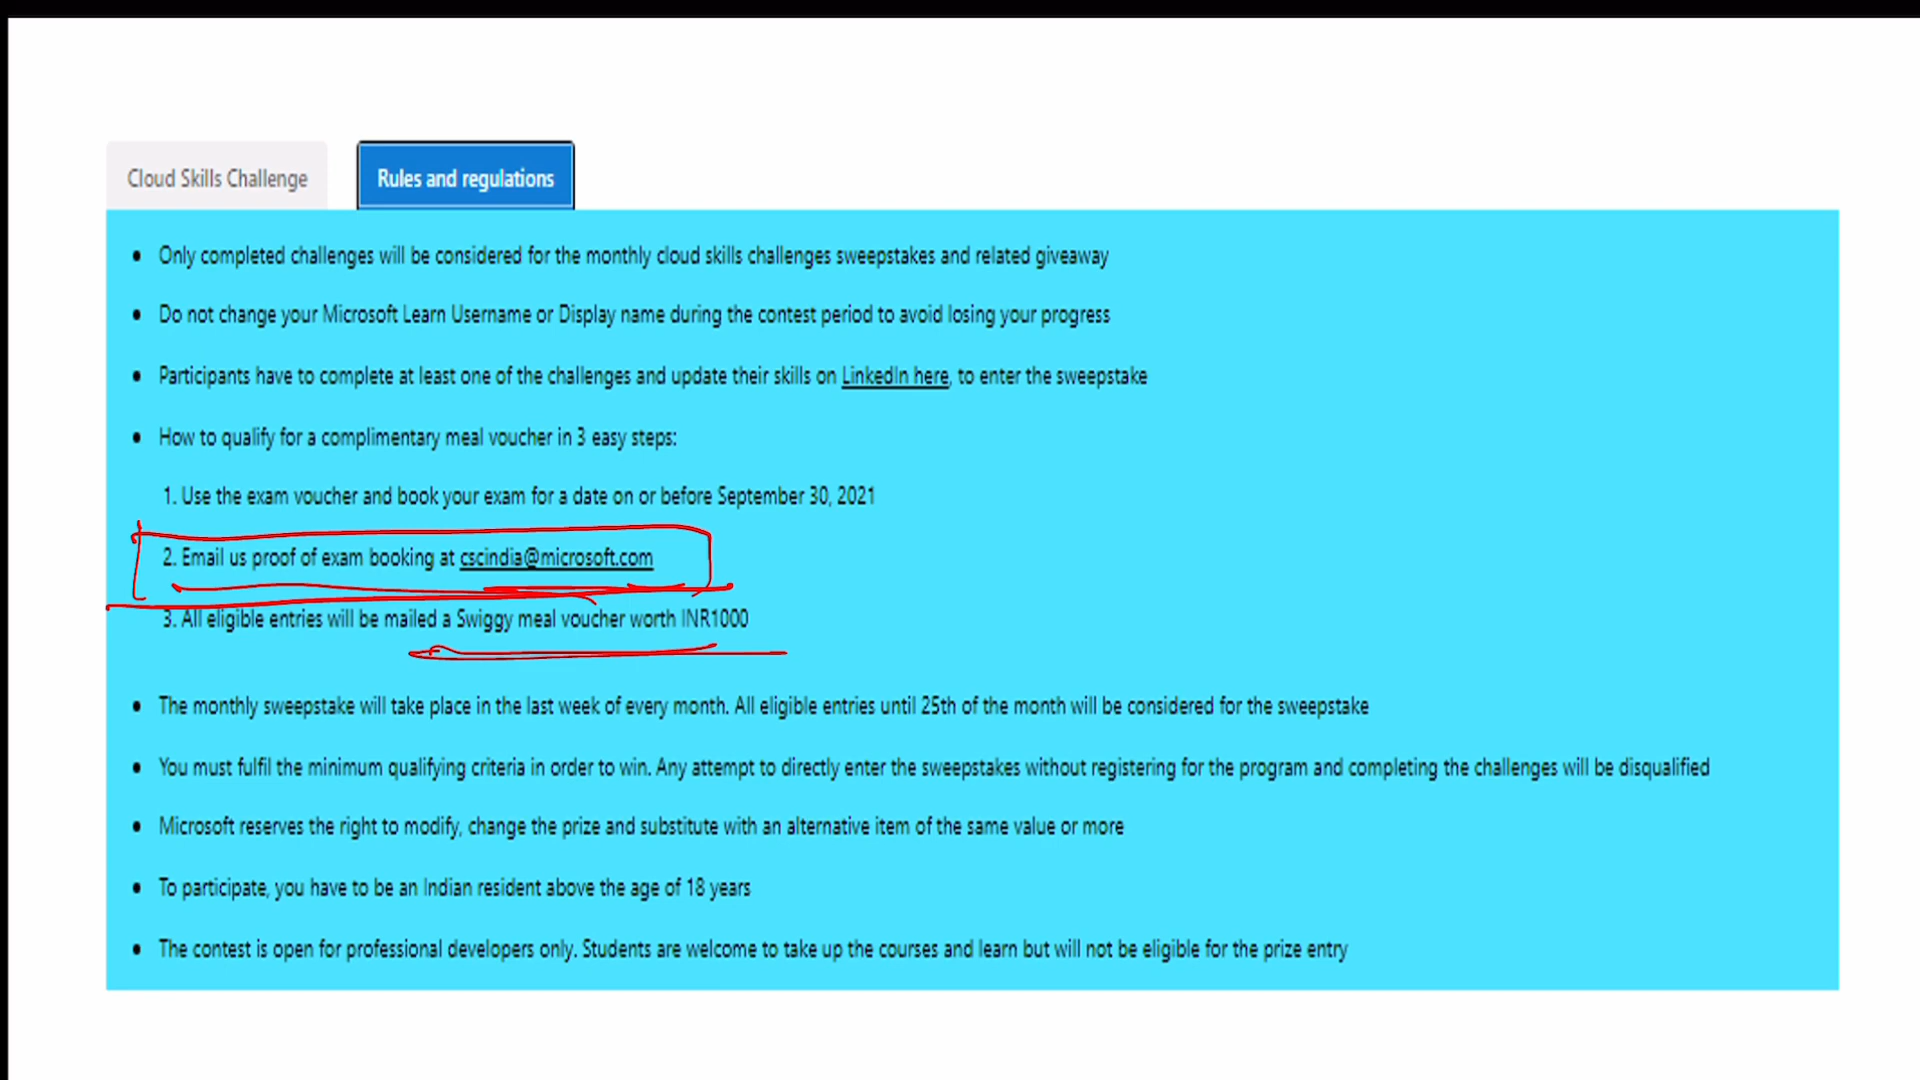 Cloud Skills Challenge
Rules and regulations
• Only completed challenges will be considered for the monthly cloud skills challenges sweepstakes and related giveaway
• Do not change your Microsoft Learn Username or Display name during the contest period to avoid losing your progress
• Participants have to complete at least one of the challenges and update their skills on LinkedIn here, to enter the sweepstake
• How to qualify for a complimentary meal voucher in 3 easy steps:
1. Use the exam voucher and book your exam for a date on or before September 30, 2021
2. Email us proof of exam booking at cscindia@microsoft.com
3. All eligible entries will be mailed a Swiggy meal voucher worth INR1000
• The monthly sweepstake will take place in the last week of every month. All eligible entries until 25th of the month will be considered for the sweepstake
• You must fulfil the minimum qualifying criteria in order to win. Any attempt to directly enter the sweepstakes without registering for the program and completing the challenges will be disqualified
• Microsoft reserves the right to modify, change the prize and substitute with an alternative item of the same value or more
• To participate, you have to be an Indian resident above the age of 18 years
• The contest is open for professional developers only. Students are welcome to take up the courses and learn but will not be eligible for the prize entry